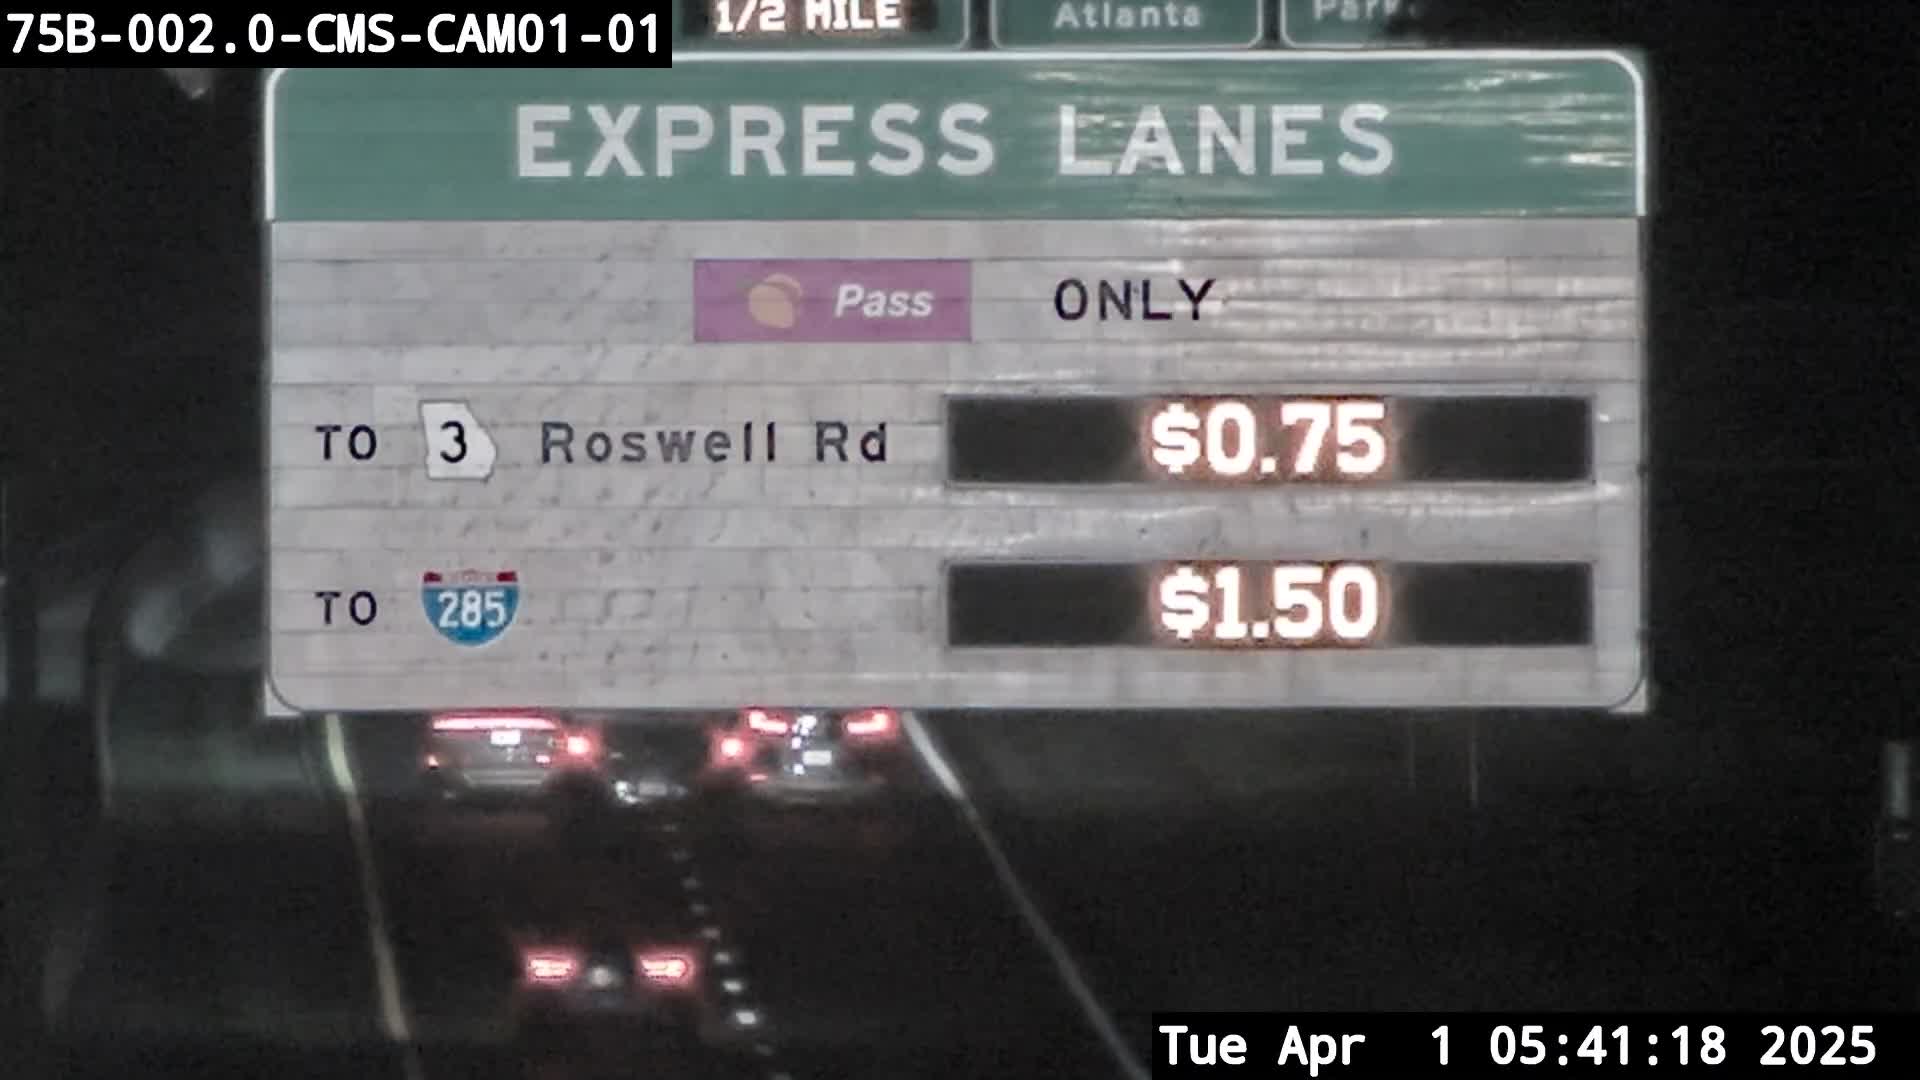 75B-002.0-CMS-CAM01-01
1/2 MILE
Atlanta
Park
EXPRESS LANES
Pass ONLY
TO 3 Roswell Rd $0.75
TO 285 $1.50
Tue Apr 1 05:41:18 2025